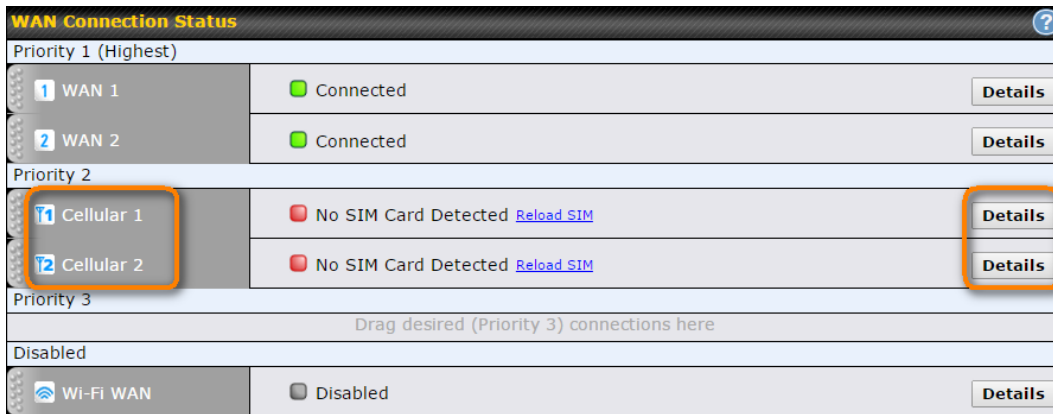 WAN Connection Status ?
Priority 1 (Highest)
1 WAN 1 Connected Details
2 WAN 2 Connected Details
Priority 2
1 Cellular 1 No SIM Card Detected Reload SIM Details
2 Cellular 2 No SIM Card Detected Reload SIM Details
Priority 3
Drag desired (Priority 3) connections here
Disabled
Wi-Fi WAN Disabled Details